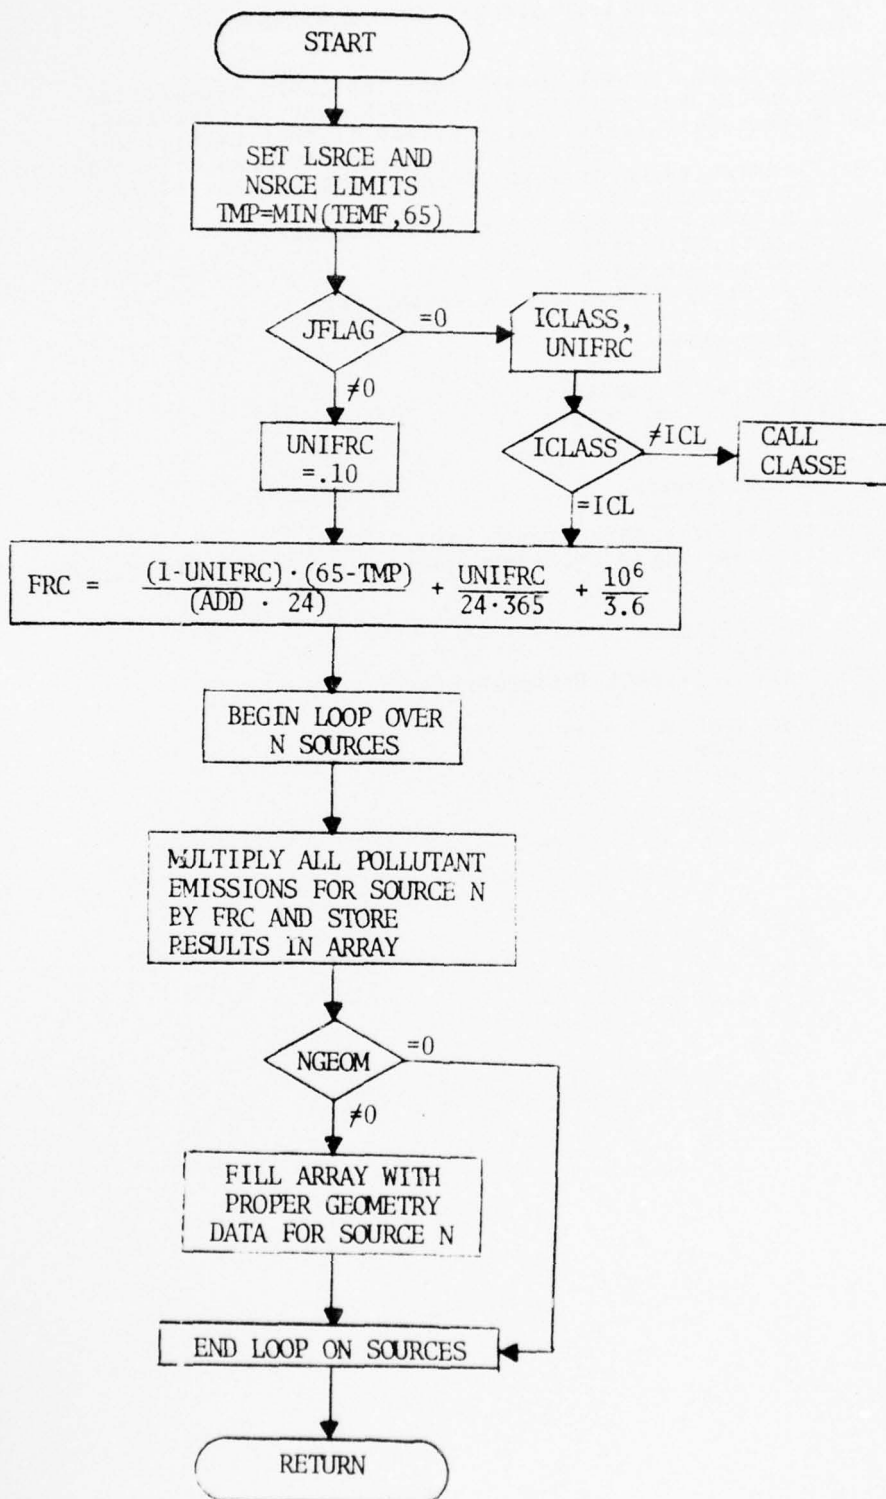 START
SET LSRCE AND
NSRCE LIMITS
TMP=MIN(TEMF,65)
JFLAG
=0
ICLASS,
UNIFRC
≠0
UNIFRC
=.10
ICLASS
≠ICL
CALL
CLASSE
=ICL
FRC = (1-UNIFRC)·(65-TMP)/(ADD · 24) + UNIFRC/24·365 + 10⁶/3.6
BEGIN LOOP OVER
N SOURCES
MULTIPLY ALL POLLUTANT
EMISSIONS FOR SOURCE N
BY FRC AND STORE
RESULTS IN ARRAY
NGEOM
=0
≠0
FILL ARRAY WITH
PROPER GEOMETRY
DATA FOR SOURCE N
END LOOP ON SOURCES
RETURN